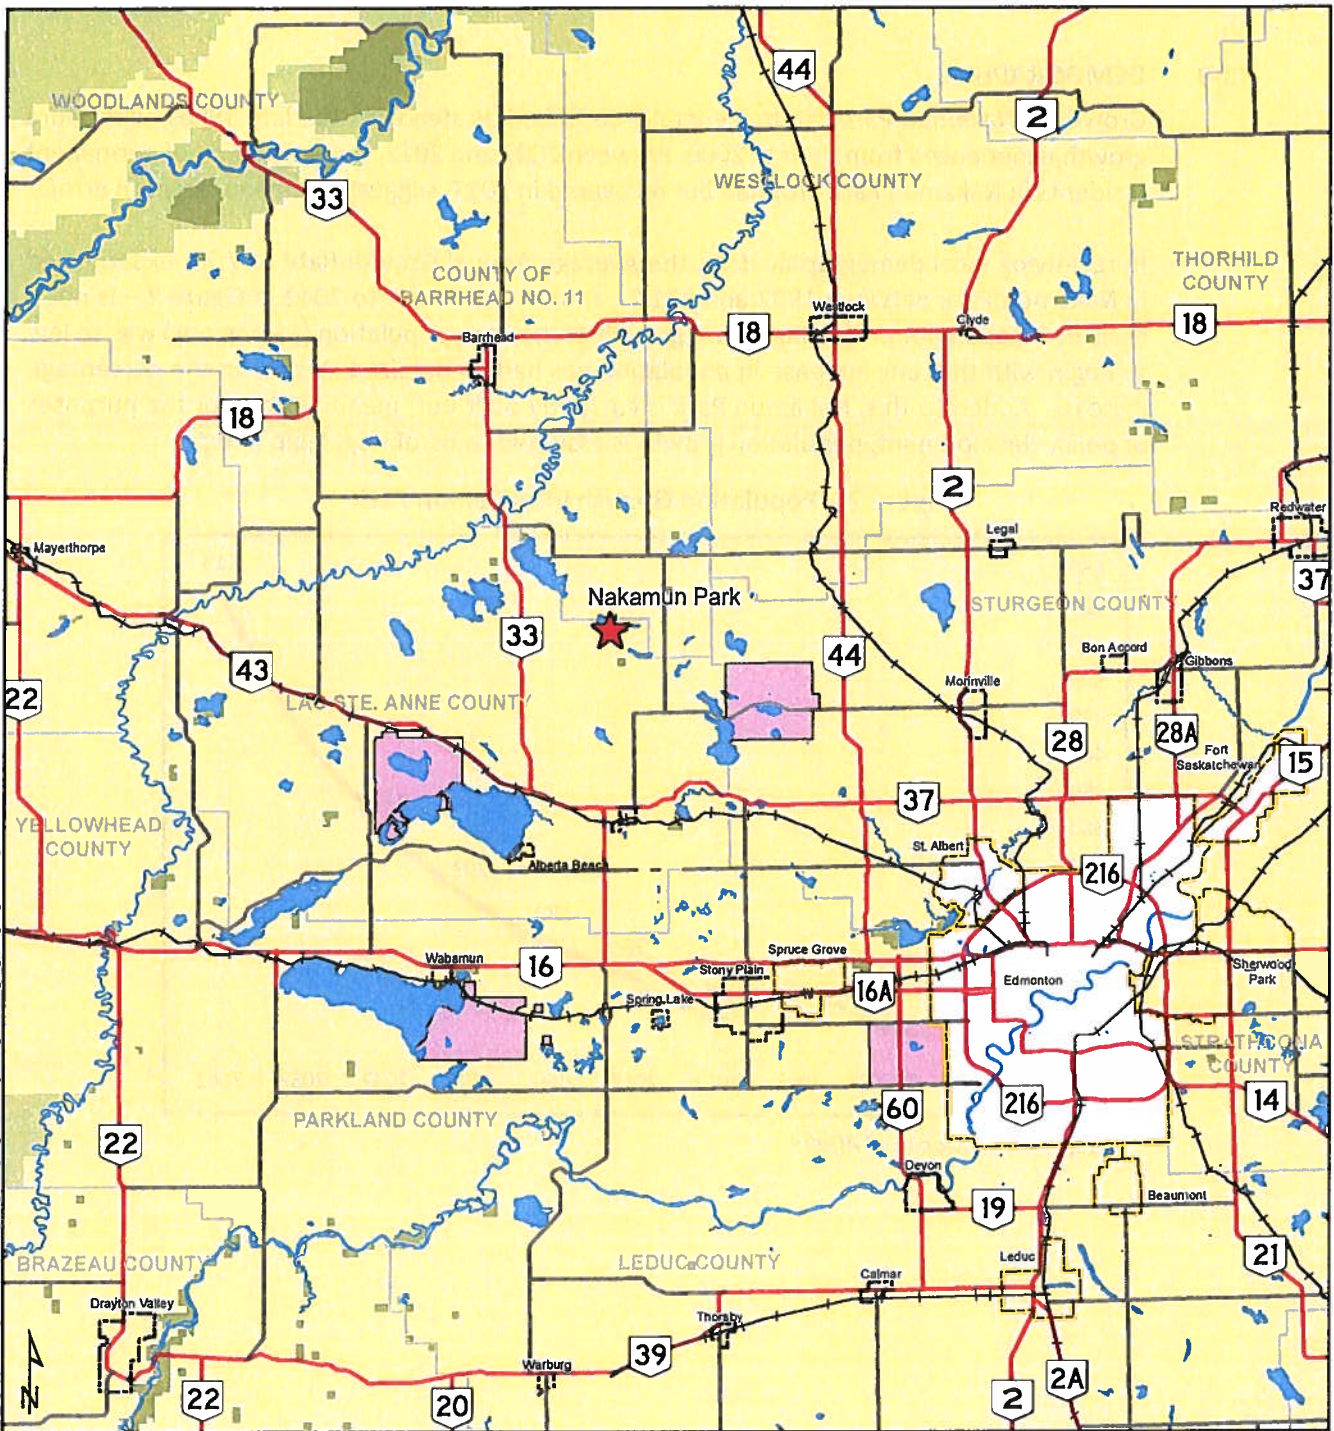 44
WOODLANDS COUNTY
2
WESTLOCK COUNTY
33
THORHILD
COUNTY
COUNTY OF
BARRHEAD NO. 11
Westlock
Clyde
18
18
Barrhead
18
2
Redwater
Legal
Mayerthorpe
37
Nakamun Park
STURGEON COUNTY
33
44
Bon Accord
Gibbons
43
Morinville
22
LAC STE. ANNE COUNTY
28
28A
Fort
Saskatchewan
15
37
YELLOWHEAD
COUNTY
St. Albert
Alberta Beach
216
Spruce Grove
Wabamun
16
Stony Plain
Sherwood
Park
16A
Edmonton
Spring Lake
STRATHCONA
COUNTY
PARKLAND COUNTY
60
216
14
22
Devon
Beaumont
19
BRAZEAU COUNTY
LEDUC COUNTY
Leduc
21
Calmar
Drayton Valley
Thorsby
39
Warburg
22
20
2
2A
N